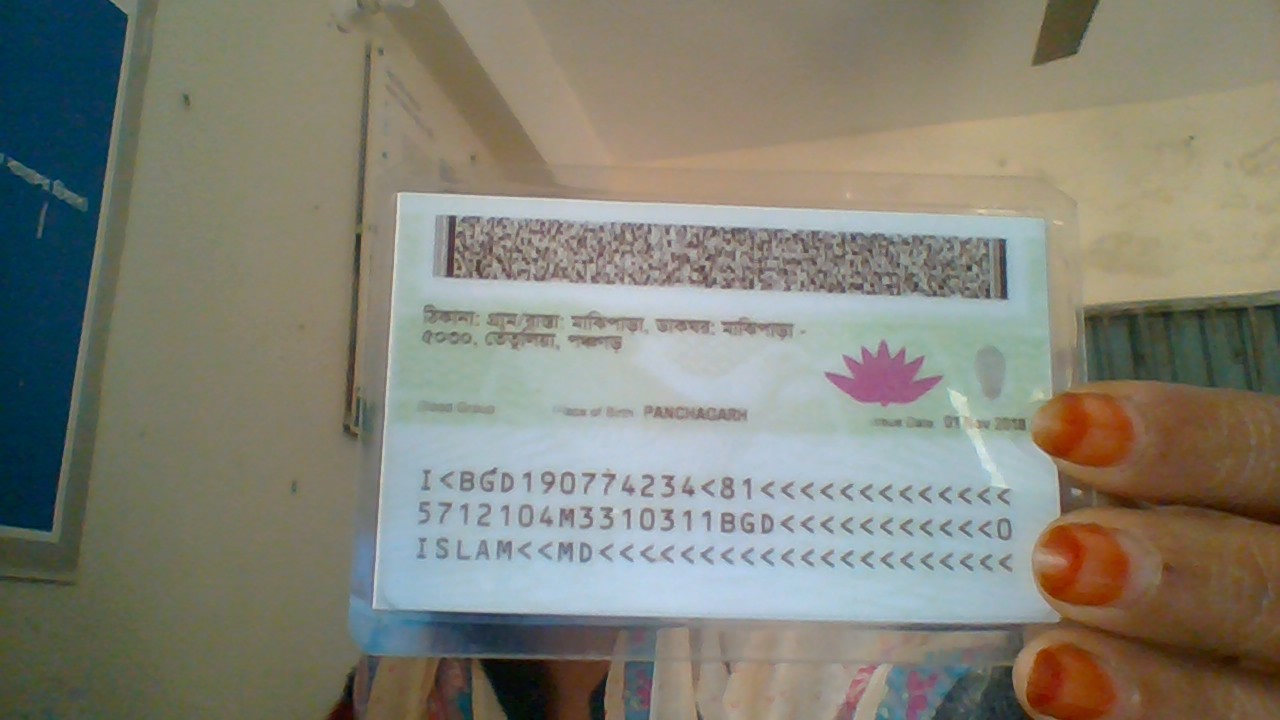 ঠিকানা: গ্রাম/রাস্তা: মাঝিপাড়া, ডাকঘর: মাঝিপাড়া -
৫০৩০, তেঁতুলিয়া, পঞ্চগড়
Blood Group
Place of Birth PANCHAGARH
Issue Date 01 Nov 2018
I<BGD190774234<81<<<<<<<<<<<<<
5712104M3310311BGD<<<<<<<<<<<0
ISLAM<<MD<<<<<<<<<<<<<<<<<<<<<